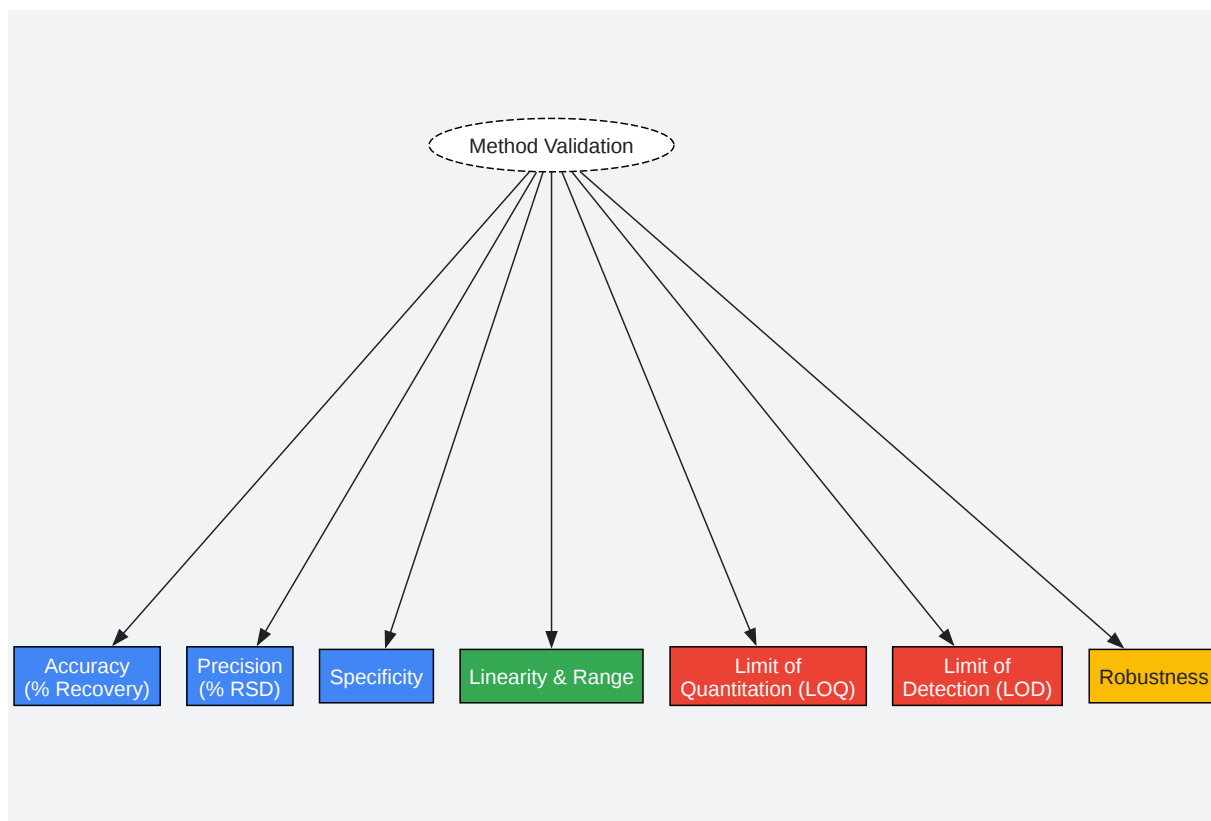 Method Validation
Accuracy
(% Recovery)
Precision
(% RSD)
Specificity
Linearity & Range
Limit of
Quantitation (LOQ)
Limit of
Detection (LOD)
Robustness